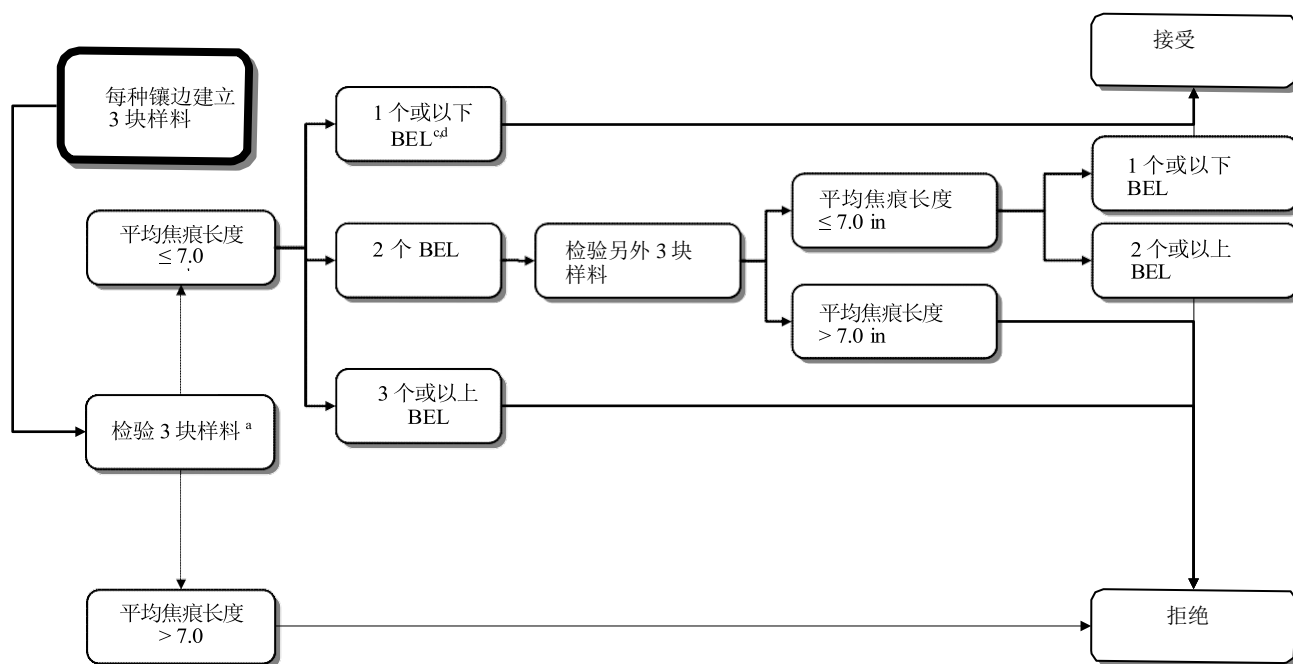 每种镶边建立
3 块样料
接受
1 个或以下
BELc,d
1 个或以下
BEL
平均焦痕长度
≤ 7.0
2 个 BEL
检验另外 3 块
样料
平均焦痕长度
≤ 7.0 in
2 个或以上
BEL
平均焦痕长度
> 7.0 in
3 个或以上
BEL
检验 3 块样料 a
平均焦痕长度
> 7.0
拒绝